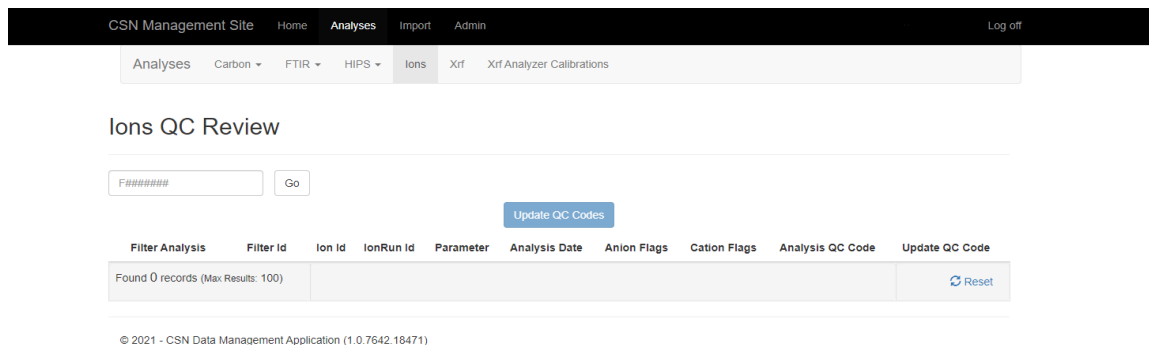 CSN Management Site Home Analyses Import Admin Log off
Analyses Carbon FTIR HIPS Ions Xrf Xrf Analyzer Calibrations
Ions QC Review
F####### Go
Update QC Codes
Filter Analysis Filter Id Ion Id IonRun Id Parameter Analysis Date Anion Flags Cation Flags Analysis QC Code Update QC Code
Found 0 records (Max Results: 100) Reset
© 2021 - CSN Data Management Application (1.0.7642.18471)